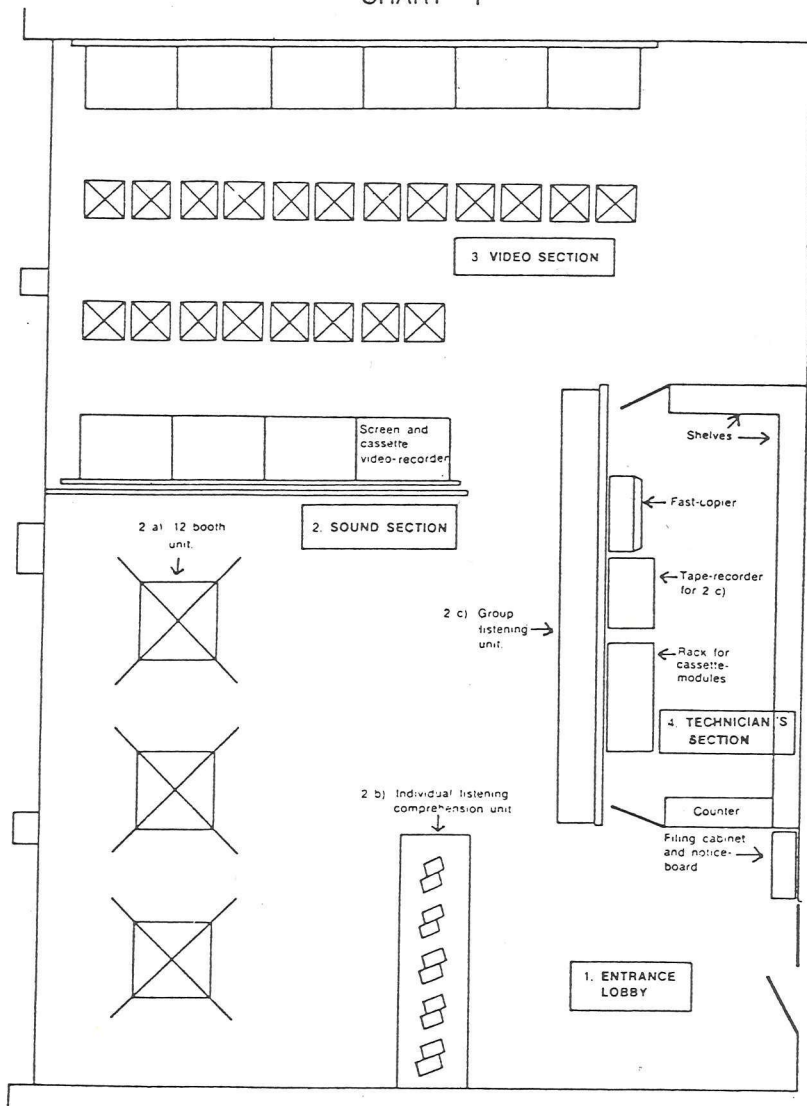 CHART
3 VIDEO SECTION
Screen and
cassette
video-recorder
Shelves
Fast-copier
2 a) 12 booth
unit.
2. SOUND SECTION
Tape-recorder
for 2 c)
2 c) Group
listening
unit.
Rack for
cassette-
modules
4. TECHNICIAN'S
SECTION
2 b) Individual listening
comprehension unit
Counter
Filing cabinet
and notice-
board
1. ENTRANCE
LOBBY